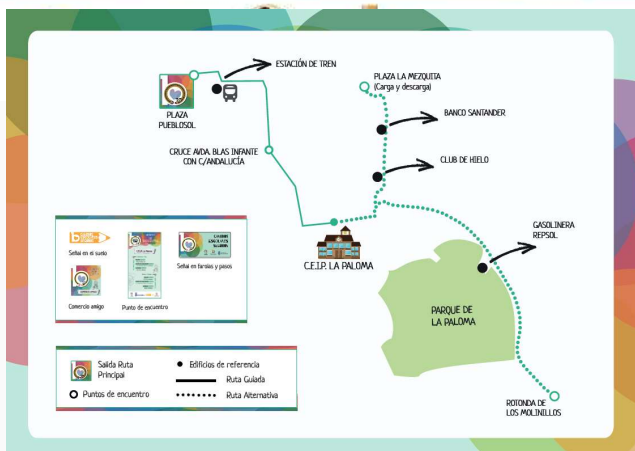 ESTACIÓN DE TREN
PLAZA LA MEZQUITA
(Carga y descarga)
PLAZA
PUEBLOSOL
BANCO SANTANDER
CRUCE AVDA. BLAS INFANTE
CON C/ANDALUCÍA
CLUB DE HIELO
GASOLINERA
REPSOL
C.E.I.P. LA PALOMA
PARQUE DE
LA PALOMA
Señal en el suelo
Señal en farolas y pasos
Comercio amigo
Punto de encuentro
Salida Ruta
Principal
Edificios de referencia
Ruta Guiada
Puntos de encuentro
Ruta Alternativa
ROTONDA DE
LOS MOLINILLOS